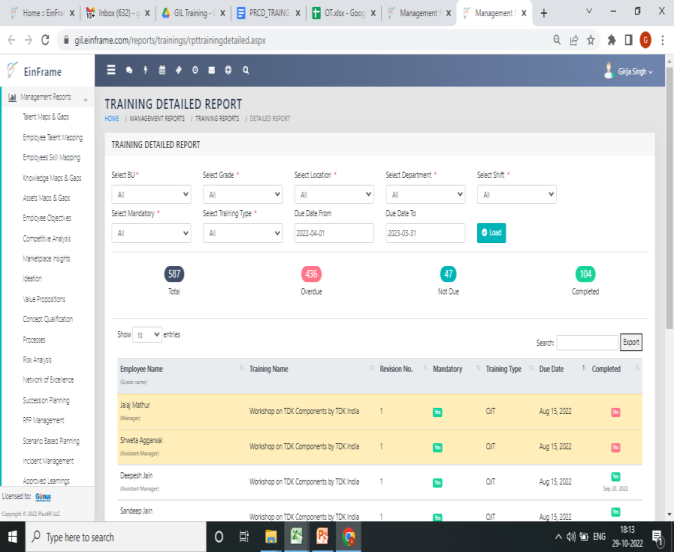 Home :: EinFra
Inbox (632) - g
GIL Training -
PRCD_TRAING
OT.xlsx - Goog
Management R
Management R
gil.einframe.com/reports/trainings/rpttrainingdetailed.aspx
EinFrame
Girija Singh
Management Reports
Talent Maps & Gaps
Employee Talent Mapping
Employees Skill Mapping
Knowledge Maps & Gaps
Assets Maps & Gaps
Employee Objectives
Competitive Analysis
Marketplace Insights
Ideation
Value Propositions
Concept Qualification
Processes
Risk Analysis
Network of Excellence
Succession Planning
RFP Management
Scenario Based Planning
Incident Management
Approved Learnings
Licensed to: Genus
Copyright © 2022
TRAINING DETAILED REPORT
HOME / MANAGEMENT REPORTS / TRAINING REPORTS / DETAILED REPORT
TRAINING DETAILED REPORT
Select BU * Select Grade * Select Location * Select Department * Select Shift *
All All All All All
Select Mandatory * Select Training Type * Due Date From Due Date To
All All 2022-04-01 2023-03-31 Load
587 436 47 104
Total Overdue Not Due Completed
Show 10 entries
Search: Export
Employee Name Training Name Revision No. Mandatory Training Type Due Date Completed
(Grade name)
Jalaj Mathur Workshop on TDK Components by TDK India 1 Yes OJT Aug 15, 2022 No
(Manager)
Shweta Aggarwal Workshop on TDK Components by TDK India 1 Yes OJT Aug 15, 2022 No
(Assistant Manager)
Deepesh Jain Workshop on TDK Components by TDK India 1 Yes OJT Aug 15, 2022 Yes
(Assistant Manager) Sep 20, 2022
Sandeep Jain Workshop on TDK Components by TDK India 1 Yes OJT Aug 15, 2022 Yes
Type here to search
ENG
18:13
29-10-2022